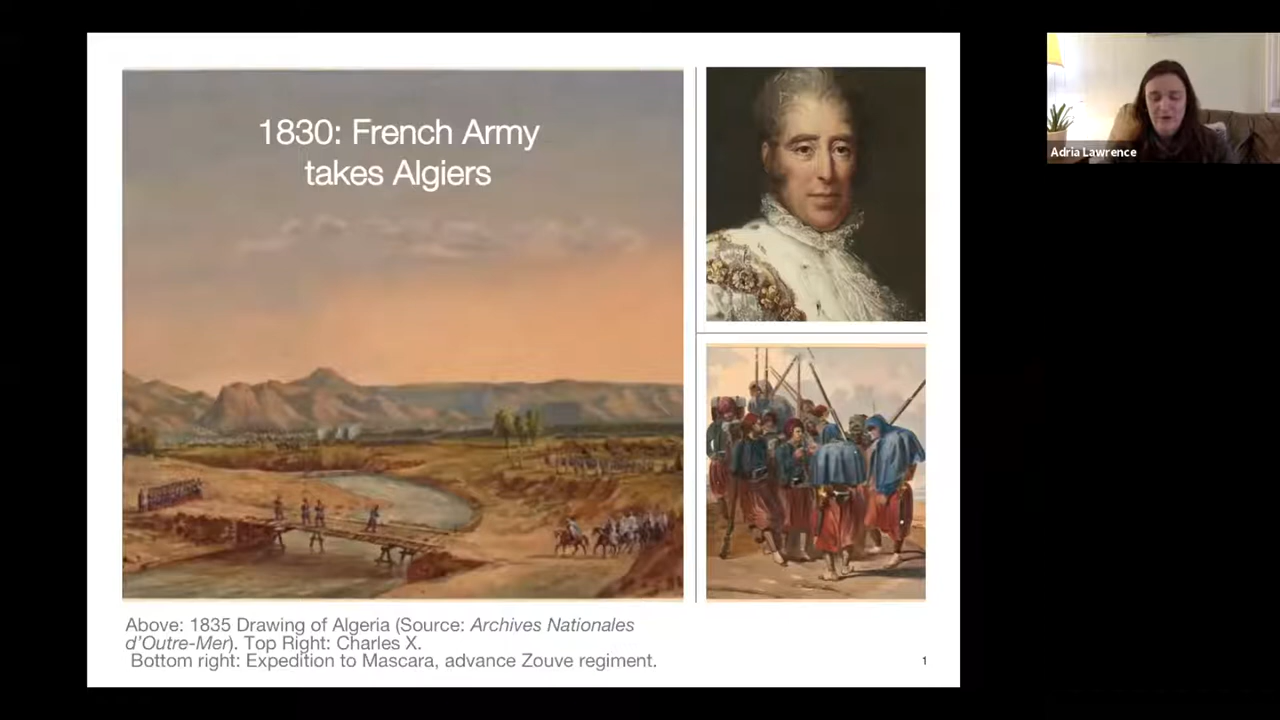 1830: French Army
takes Algiers
Adria Lawrence
Above: 1835 Drawing of Algeria (Source: Archives Nationales
d'Outre-Mer). Top Right: Charles X.
Bottom right: Expedition to Mascara, advance Zouve regiment.
1